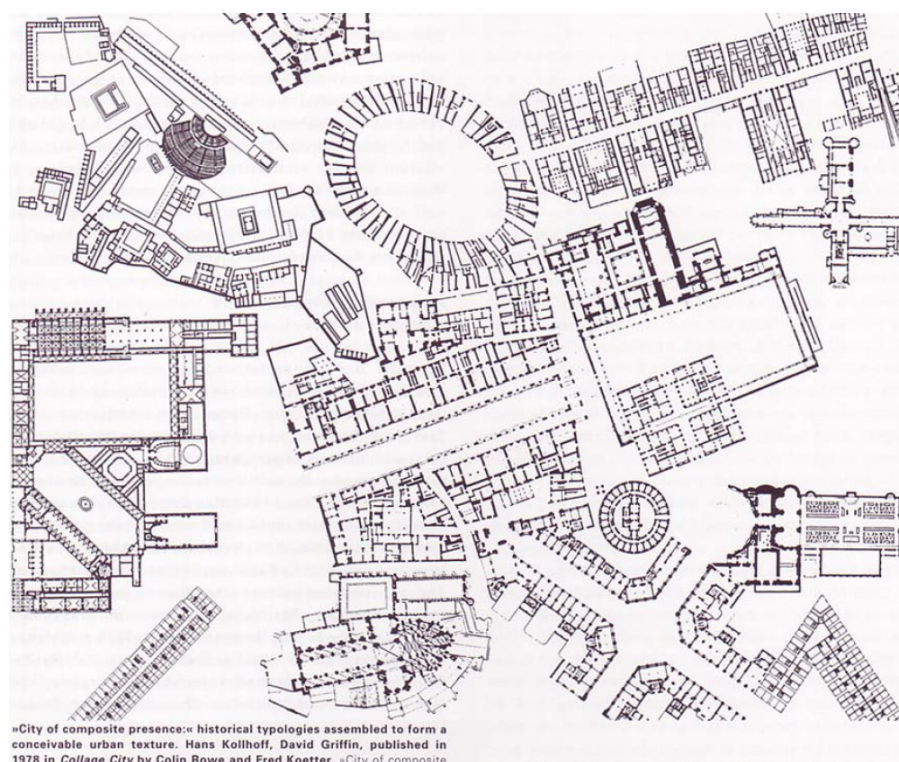 »City of composite presence:« historical typologies assembled to form a
conceivable urban texture. Hans Kollhoff, David Griffin, published in
1978 in Collage City by Colin Rowe and Fred Koetter. »City of composite